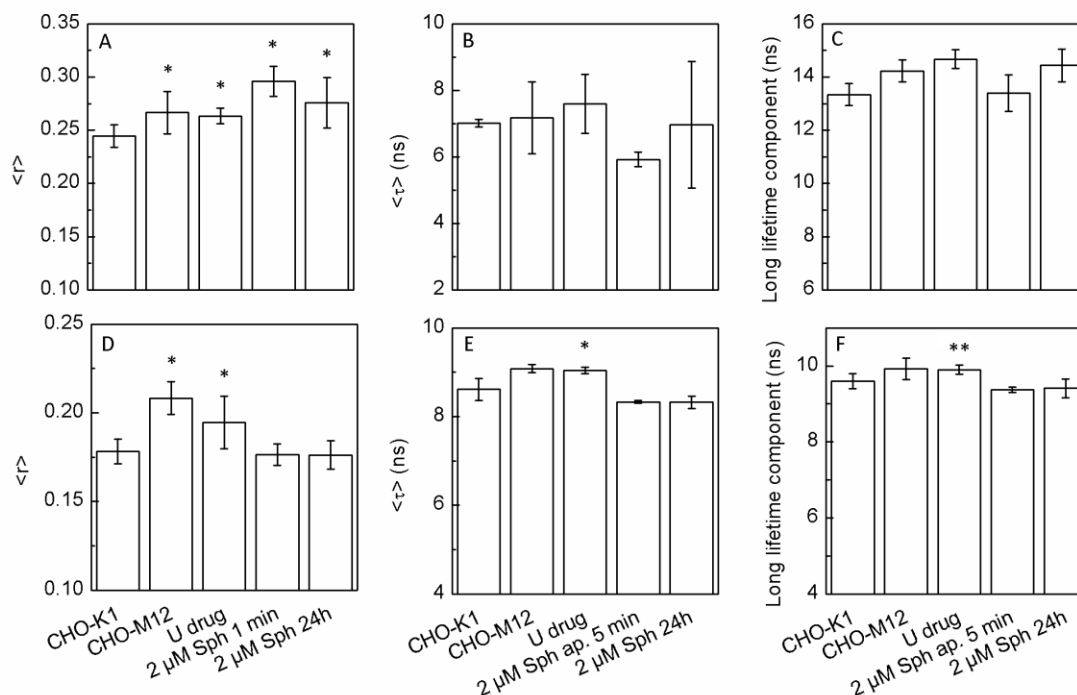 A
*
*
*
*
0.35
0.30
0.25
0.20
0.15
0.10
<r>
B
10
8
6
4
2
<τ> (ns)
C
16
14
12
10
8
6
Long lifetime component (ns)
D
*
*
0.25
0.20
0.15
0.10
<r>
CHO-K1
CHO-M12
U drug
2 µM Sph 1 min
2 µM Sph 24h
E
*
10
8
6
4
<τ> (ns)
CHO-K1
CHO-M12
U drug
2 µM Sph ap. 5 min
2 µM Sph 24h
F
**
10
8
6
4
Long lifetime component (ns)
CHO-K1
CHO-M12
U drug
2 µM Sph ap. 5 min
2 µM Sph 24h